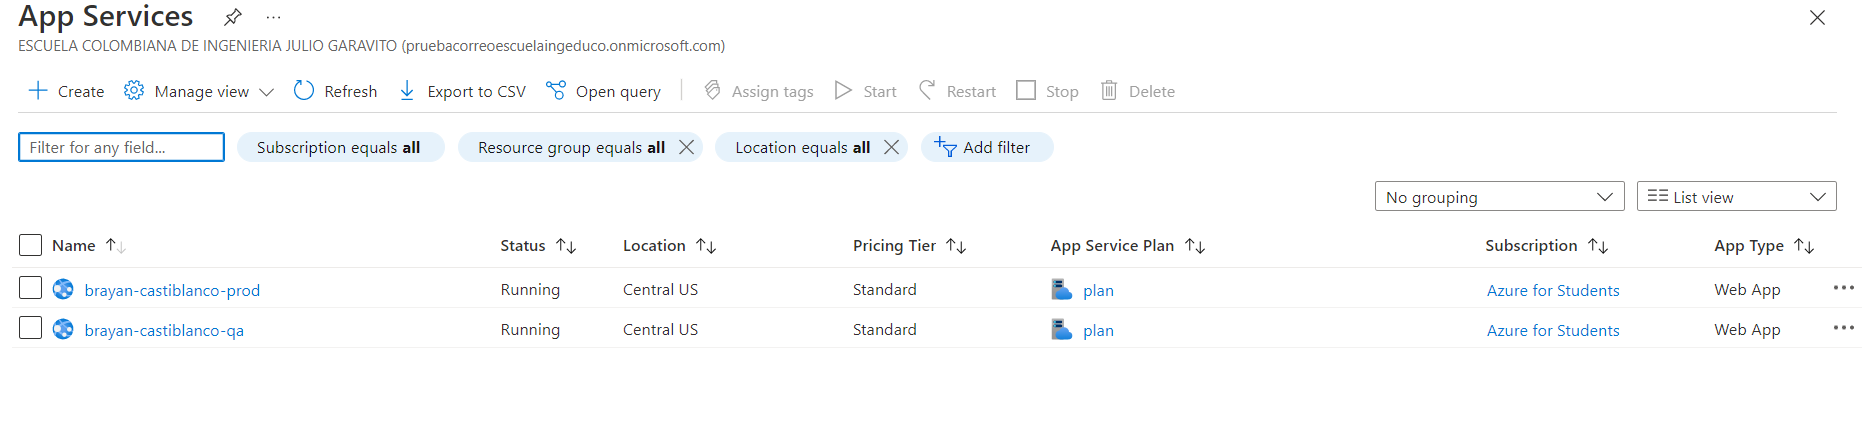 App Services
ESCUELA COLOMBIANA DE INGENIERIA JULIO GARAVITO (pruebacorreoescuelaingeduco.onmicrosoft.com)
Create Manage view Refresh Export to CSV Open query Assign tags Start Restart Stop Delete
Filter for any field... Subscription equals all Resource group equals all Location equals all Add filter
No grouping List view
Name Status Location Pricing Tier App Service Plan Subscription App Type
brayan-castiblanco-prod Running Central US Standard plan Azure for Students Web App
brayan-castiblanco-qa Running Central US Standard plan Azure for Students Web App